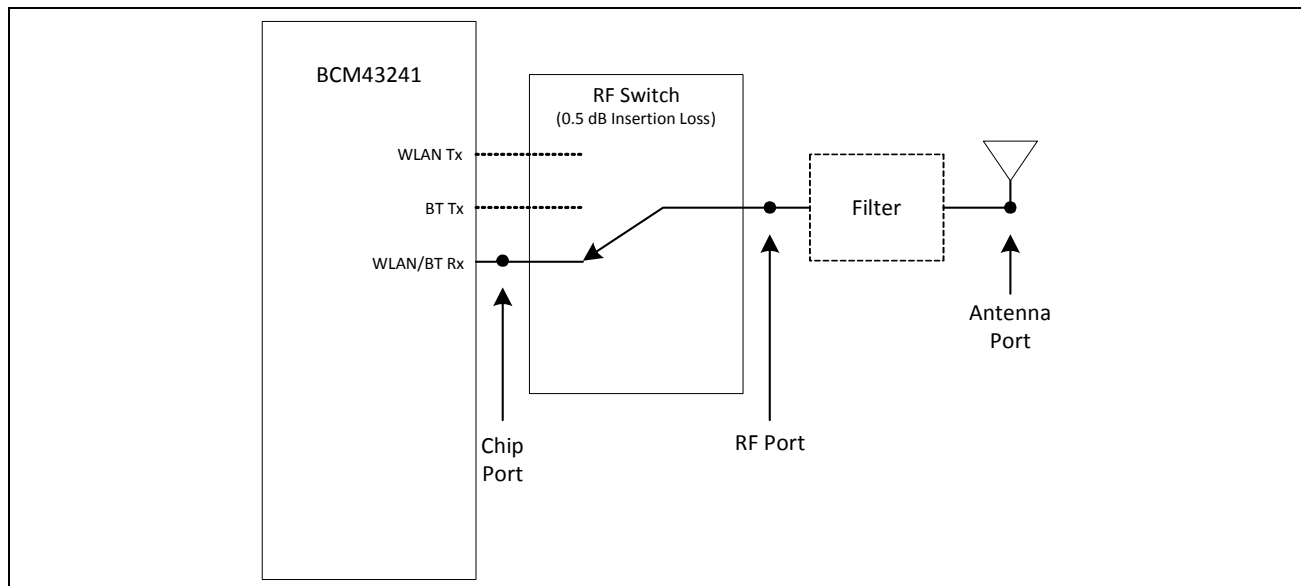 BCM43241
RF Switch
(0.5 dB Insertion Loss)
WLAN Tx
BT Tx
WLAN/BT Rx
Filter
Chip
Port
RF Port
Antenna
Port